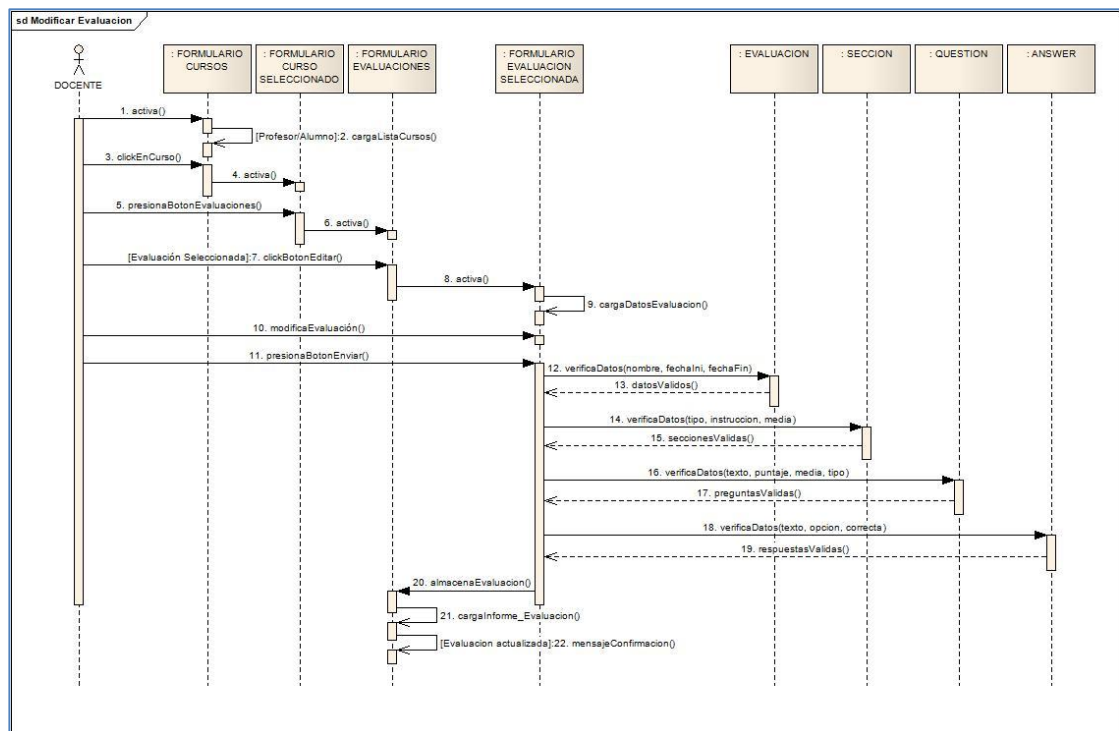 sd Modificar Evaluacion
DOCENTE
: FORMULARIO
CURSOS
: FORMULARIO
CURSO
SELECCIONADO
: FORMULARIO
EVALUACIONES
: FORMULARIO
EVALUACION
SELECCIONADA
: EVALUACION
: SECCION
: QUESTION
: ANSWER
1. activa()
[Profesor/Alumno]:2. cargaListaCursos()
3. clickEnCurso()
4. activa()
5. presionaBotonEvaluaciones()
6. activa()
[Evaluación Seleccionada]:7. clickBotonEditar()
8. activa()
9. cargaDatosEvaluacion()
10. modificaEvaluación()
11. presionaBotonEnviar()
12. verificaDatos(nombre, fechaIni, fechaFin)
13. datosValidos()
14. verificaDatos(tipo, instruccion, media)
15. seccionesValidas()
16. verificaDatos(texto, puntaje, media, tipo)
17. preguntasValidas()
18. verificaDatos(texto, opcion, correcta)
19. respuestasValidas()
20. almacenaEvaluacion()
21. cargaInforme_Evaluacion()
[Evaluacion actualizada]:22. mensajeConfirmacion()